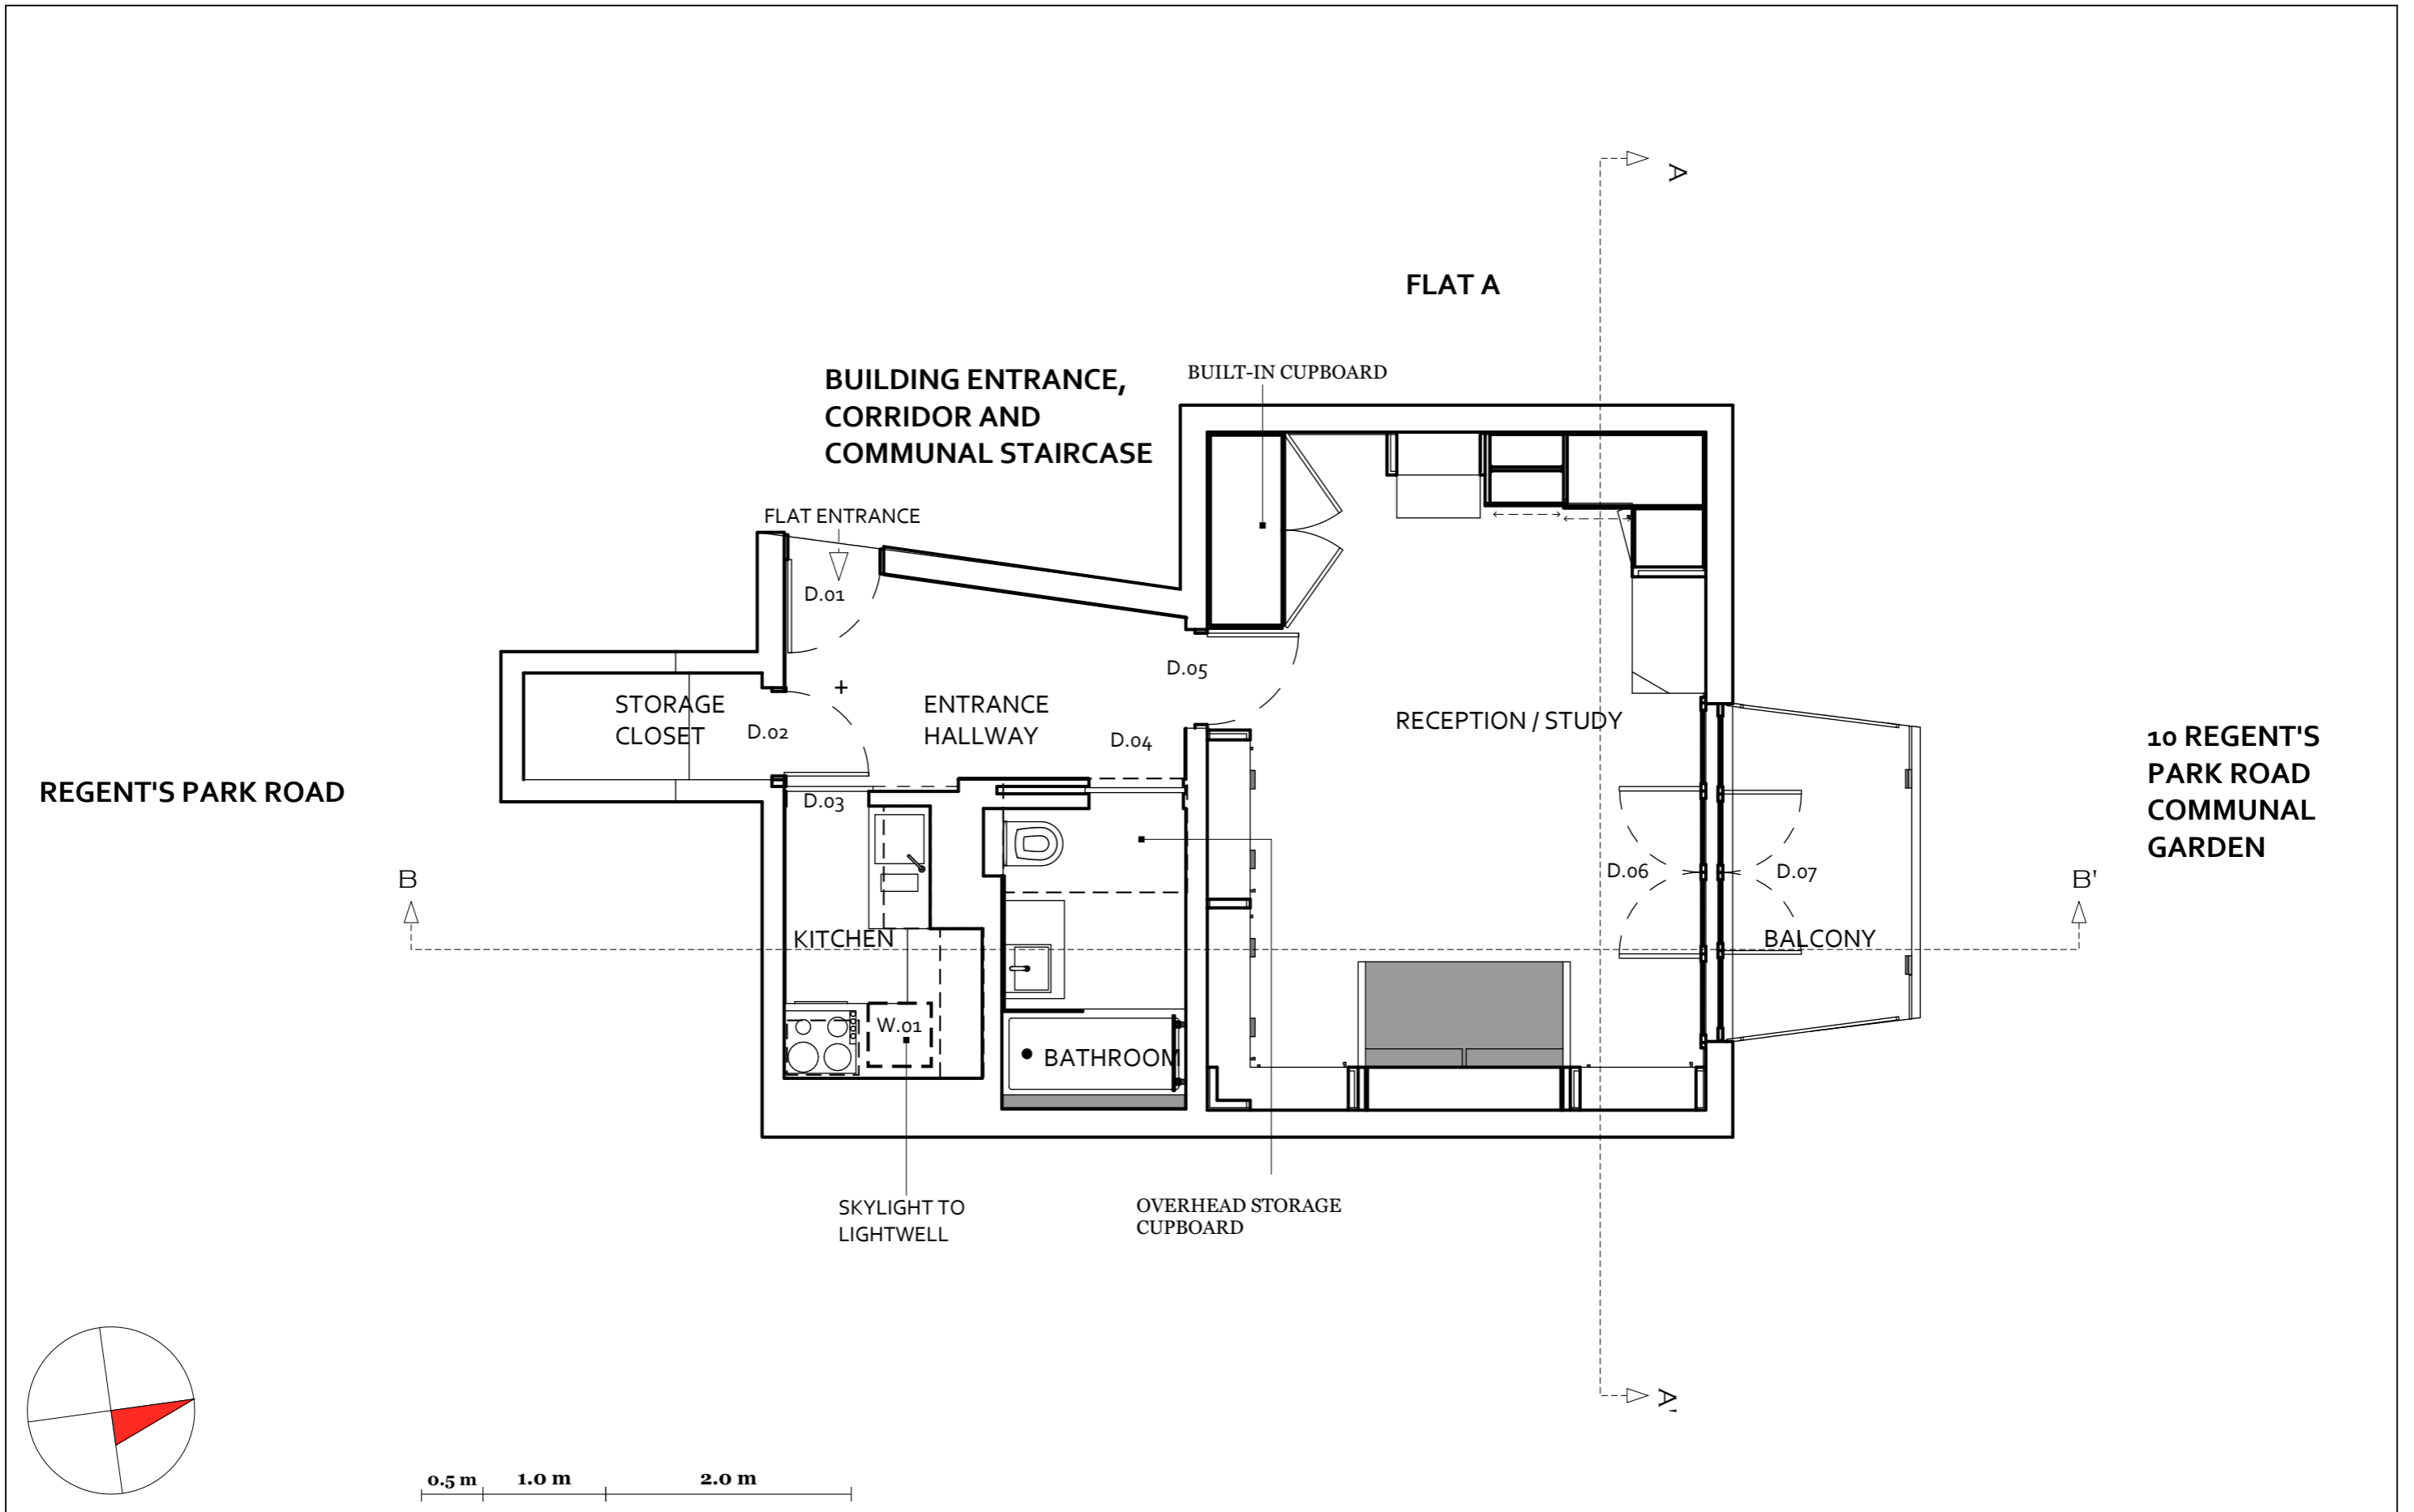 A
FLAT A
BUILDING ENTRANCE,
CORRIDOR AND
COMMUNAL STAIRCASE
BUILT-IN CUPBOARD
FLAT ENTRANCE
D.01
D.05
STORAGE
CLOSET
D.02
ENTRANCE
HALLWAY
D.04
RECEPTION / STUDY
10 REGENT'S
PARK ROAD
COMMUNAL
GARDEN
REGENT'S PARK ROAD
D.03
D.06
D.07
B
B'
KITCHEN
BALCONY
W.01
BATHROOM
SKYLIGHT TO
LIGHTWELL
OVERHEAD STORAGE
CUPBOARD
A'
0.5 m
1.0 m
2.0 m